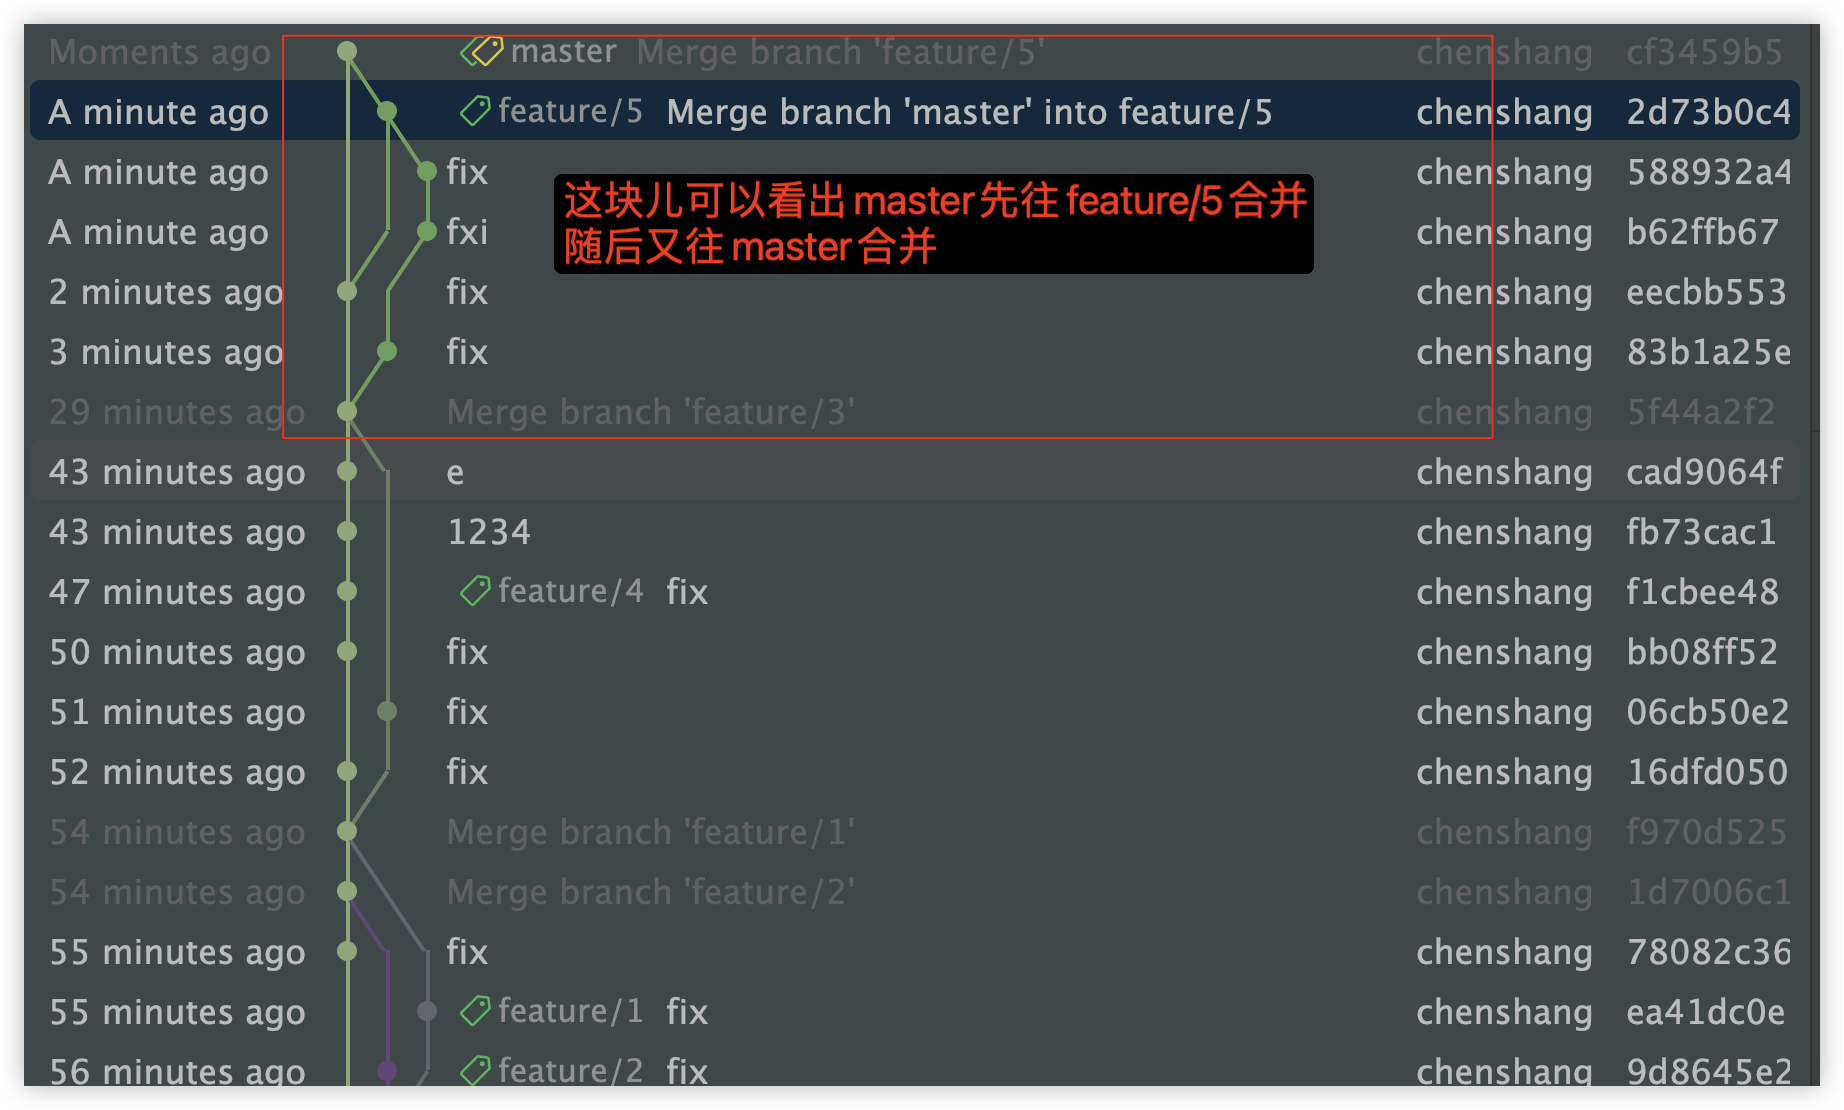 Moments ago master Merge branch 'feature/5' chenshang cf3459b5
A minute ago feature/5 Merge branch 'master' into feature/5 chenshang 2d73b0c4
A minute ago fix chenshang 588932a4
这块儿可以看出master先往feature/5合并
随后又往master合并
A minute ago fxi chenshang b62ffb67
2 minutes ago fix chenshang eecbb553
3 minutes ago fix chenshang 83b1a25e
29 minutes ago Merge branch 'feature/3' chenshang 5f44a2f2
43 minutes ago e chenshang cad9064f
43 minutes ago 1234 chenshang fb73cac1
47 minutes ago feature/4 fix chenshang f1cbee48
50 minutes ago fix chenshang bb08ff52
51 minutes ago fix chenshang 06cb50e2
52 minutes ago fix chenshang 16dfd050
54 minutes ago Merge branch 'feature/1' chenshang f970d525
54 minutes ago Merge branch 'feature/2' chenshang 1d7006c1
55 minutes ago fix chenshang 78082c36
55 minutes ago feature/1 fix chenshang ea41dc0e
56 minutes ago feature/2 fix chenshang 9d8645e2